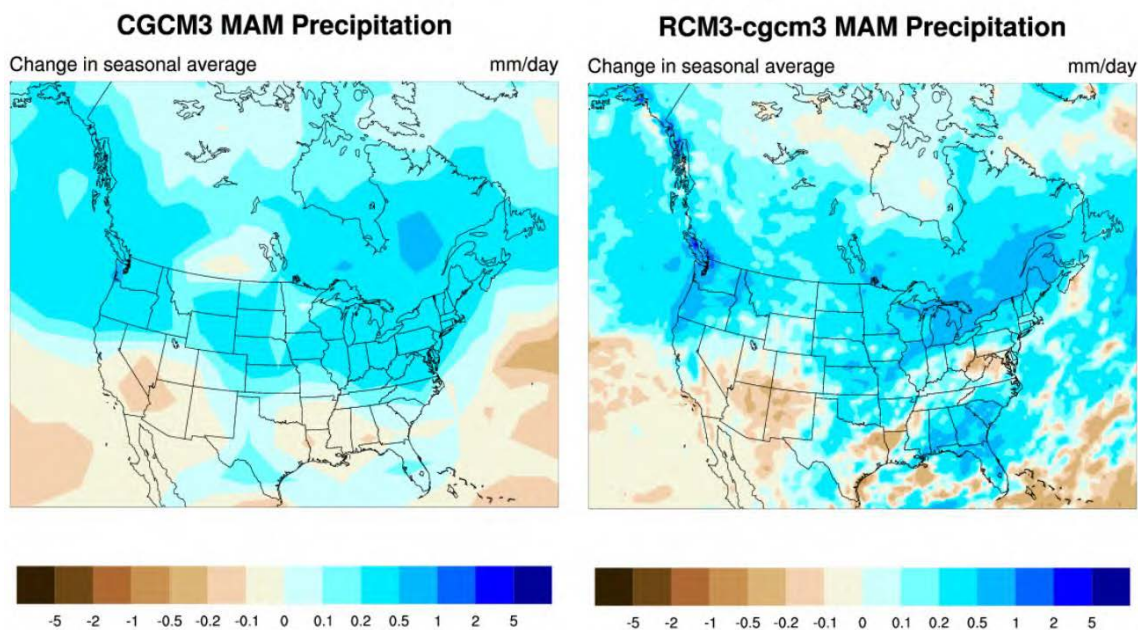 CGCM3 MAM Precipitation
Change in seasonal average mm/day
-5 -2 -1 -0.5 -0.2 -0.1 0 0.1 0.2 0.5 1 2 5
RCM3-cgcm3 MAM Precipitation
Change in seasonal average mm/day
-5 -2 -1 -0.5 -0.2 -0.1 0 0.1 0.2 0.5 1 2 5